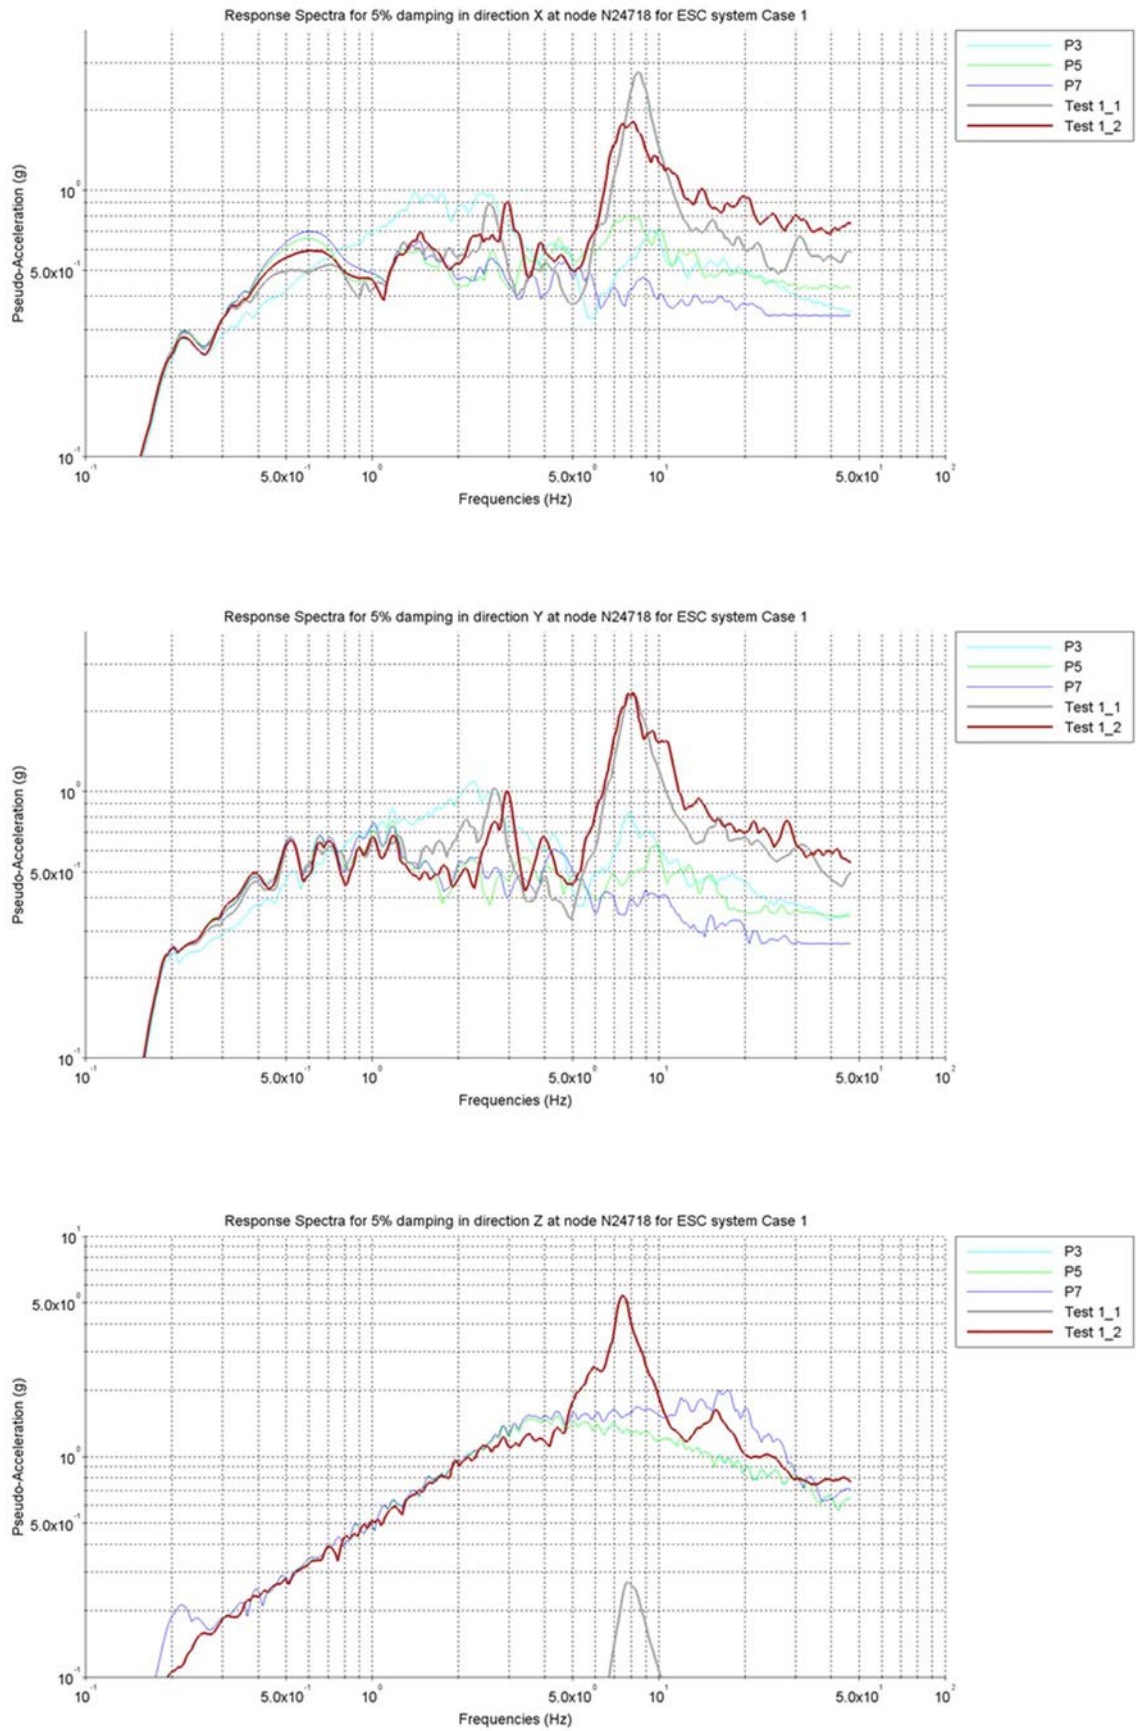 Response Spectra for 5% damping in direction X at node N24718 for ESC system Case 1
P3
P5
P7
Test 1_1
Test 1_2
Pseudo-Acceleration (g)
10⁰
5.0x10⁻¹
10⁻¹
10⁻¹ 5.0x10⁻¹ 10⁰ 5.0x10⁰ 10¹ 5.0x10¹ 10²
Frequencies (Hz)
Response Spectra for 5% damping in direction Y at node N24718 for ESC system Case 1
P3
P5
P7
Test 1_1
Test 1_2
Pseudo-Acceleration (g)
10⁰
5.0x10⁻¹
10⁻¹
10⁻¹ 5.0x10⁻¹ 10⁰ 5.0x10⁰ 10¹ 5.0x10¹ 10²
Frequencies (Hz)
Response Spectra for 5% damping in direction Z at node N24718 for ESC system Case 1
P3
P5
P7
Test 1_1
Test 1_2
Pseudo-Acceleration (g)
10¹
5.0x10⁰
10⁰
5.0x10⁻¹
10⁻¹
10⁻¹ 5.0x10⁻¹ 10⁰ 5.0x10⁰ 10¹ 5.0x10¹ 10²
Frequencies (Hz)